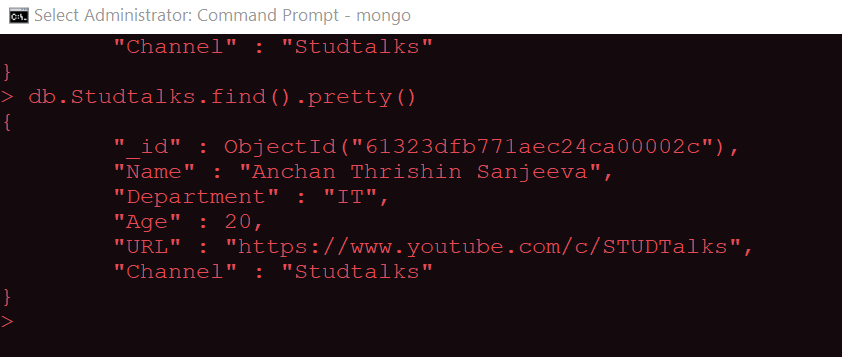 Select Administrator: Command Prompt - mongo
"Channel" : "Studtalks"
}
> db.Studtalks.find().pretty()
{
"_id" : ObjectId("61323dfb771aec24ca00002c"),
"Name" : "Anchan Thrishin Sanjeeva",
"Department" : "IT",
"Age" : 20,
"URL" : "https://www.youtube.com/c/STUDTalks",
"Channel" : "Studtalks"
}
>